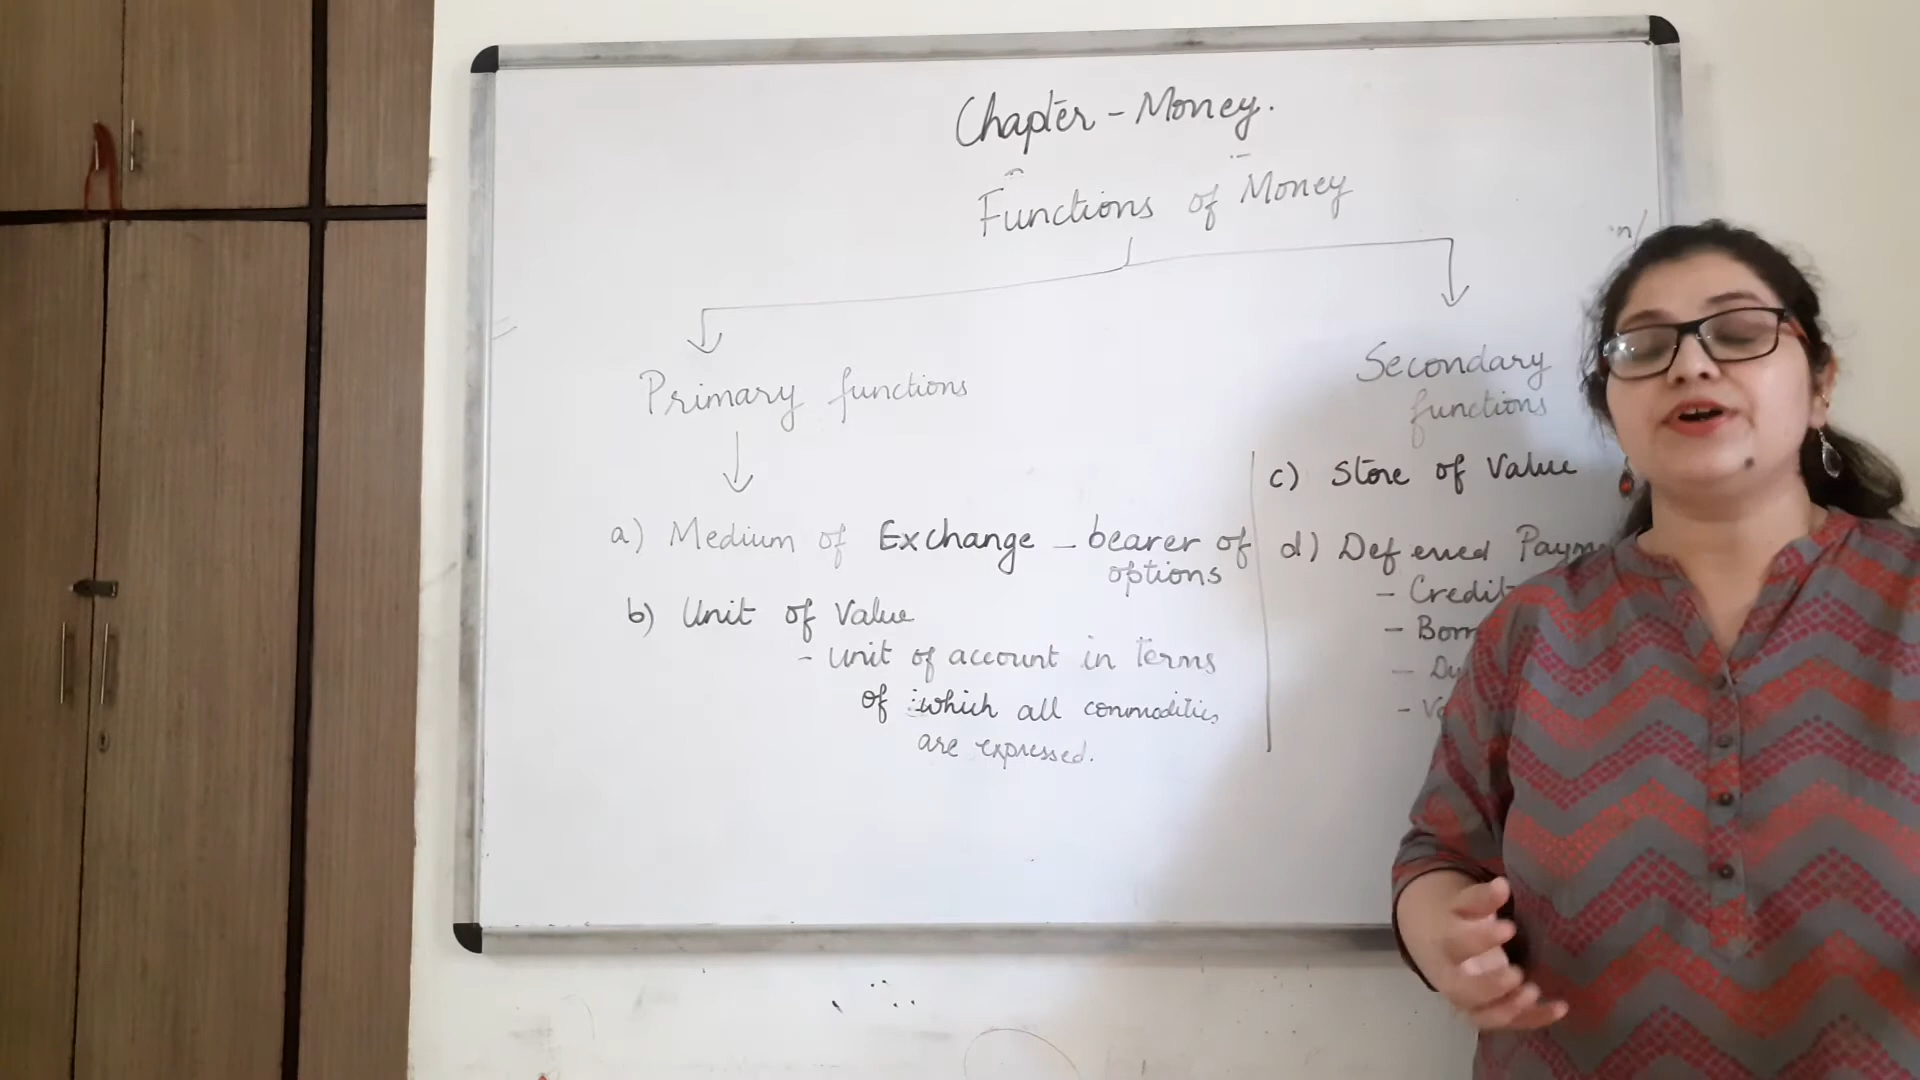 Chapter - Money.
Functions of Money
Primary functions
a) Medium of Exchange - bearer of
options
b) Unit of Value
- Unit of account in terms
of which all commodities
are expressed.
Secondary
functions
c) Store of Value
d) Deferred
- Credit